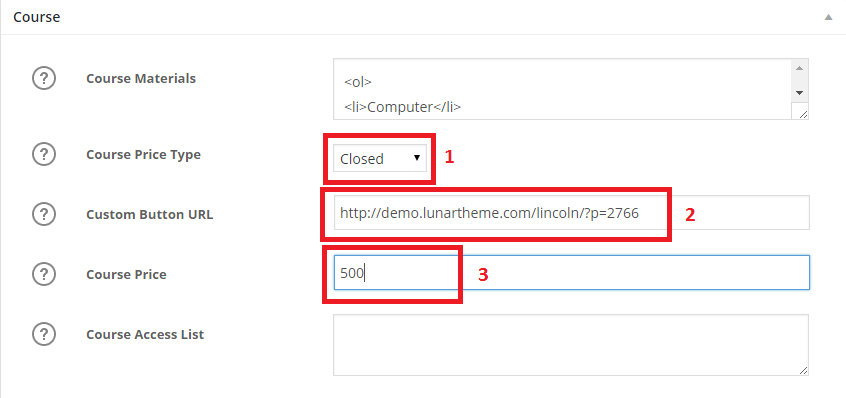 Course
?
Course Materials
<ol>
<li>Computer</li>
?
Course Price Type
Closed
1
?
Custom Button URL
http://demo.lunartheme.com/lincoln/?p=2766
2
?
Course Price
500
3
?
Course Access List